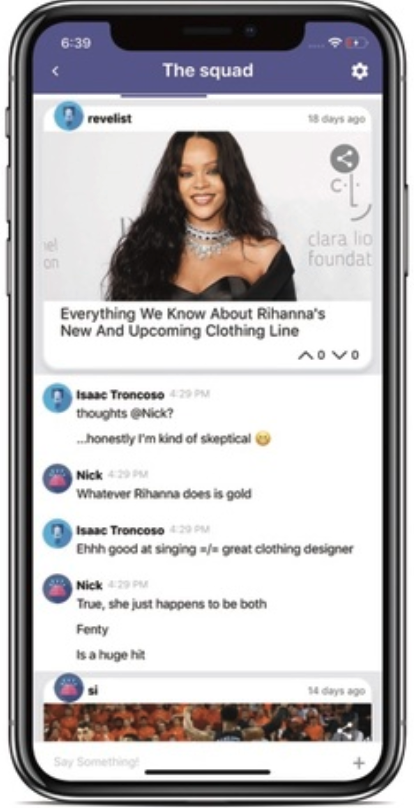 6:39
The squad
revelist
18 days ago
c·l·
clara lio
foundat
nel
on
Everything We Know About Rihanna's
New And Upcoming Clothing Line
0 0
Isaac Troncoso 4:29 PM
thoughts @Nick?
...honestly I'm kind of skeptical 😄
Nick 4:29 PM
Whatever Rihanna does is gold
Isaac Troncoso 4:29 PM
Ehhh good at singing =/= great clothing designer
Nick 4:29 PM
True, she just happens to be both
Fenty
Is a huge hit
si
14 days ago
Say Something!